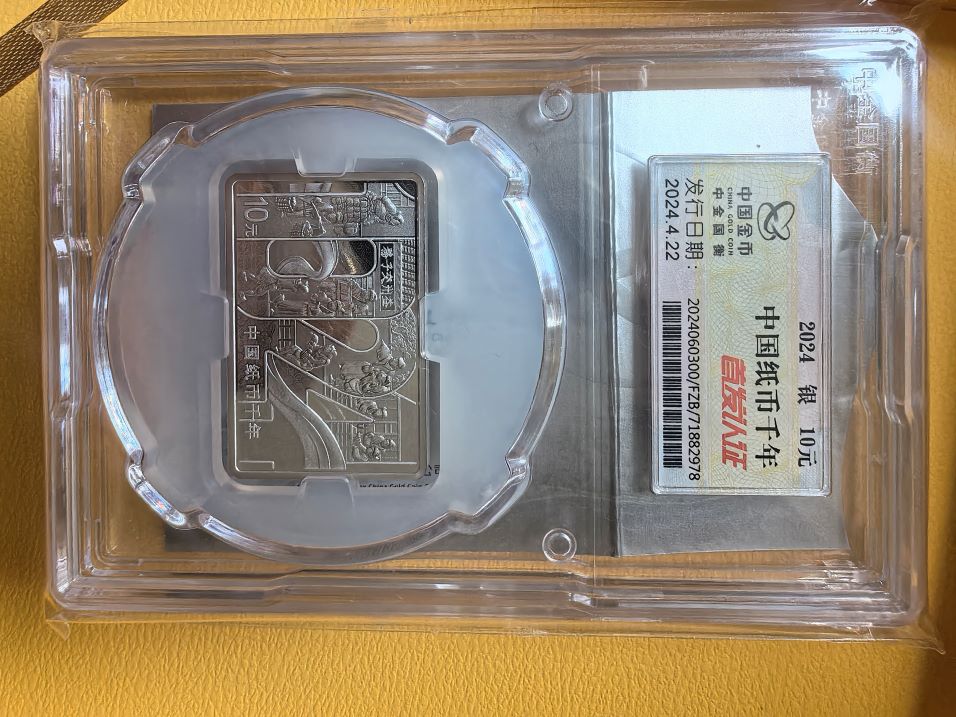 2024 银 10元
中国纸币千年
首发认证
中国金币
CHINA GOLD COIN
中金国衡
发行日期：
2024.4.22
2024060300/FZB/71882978
10元
中国纸币千年